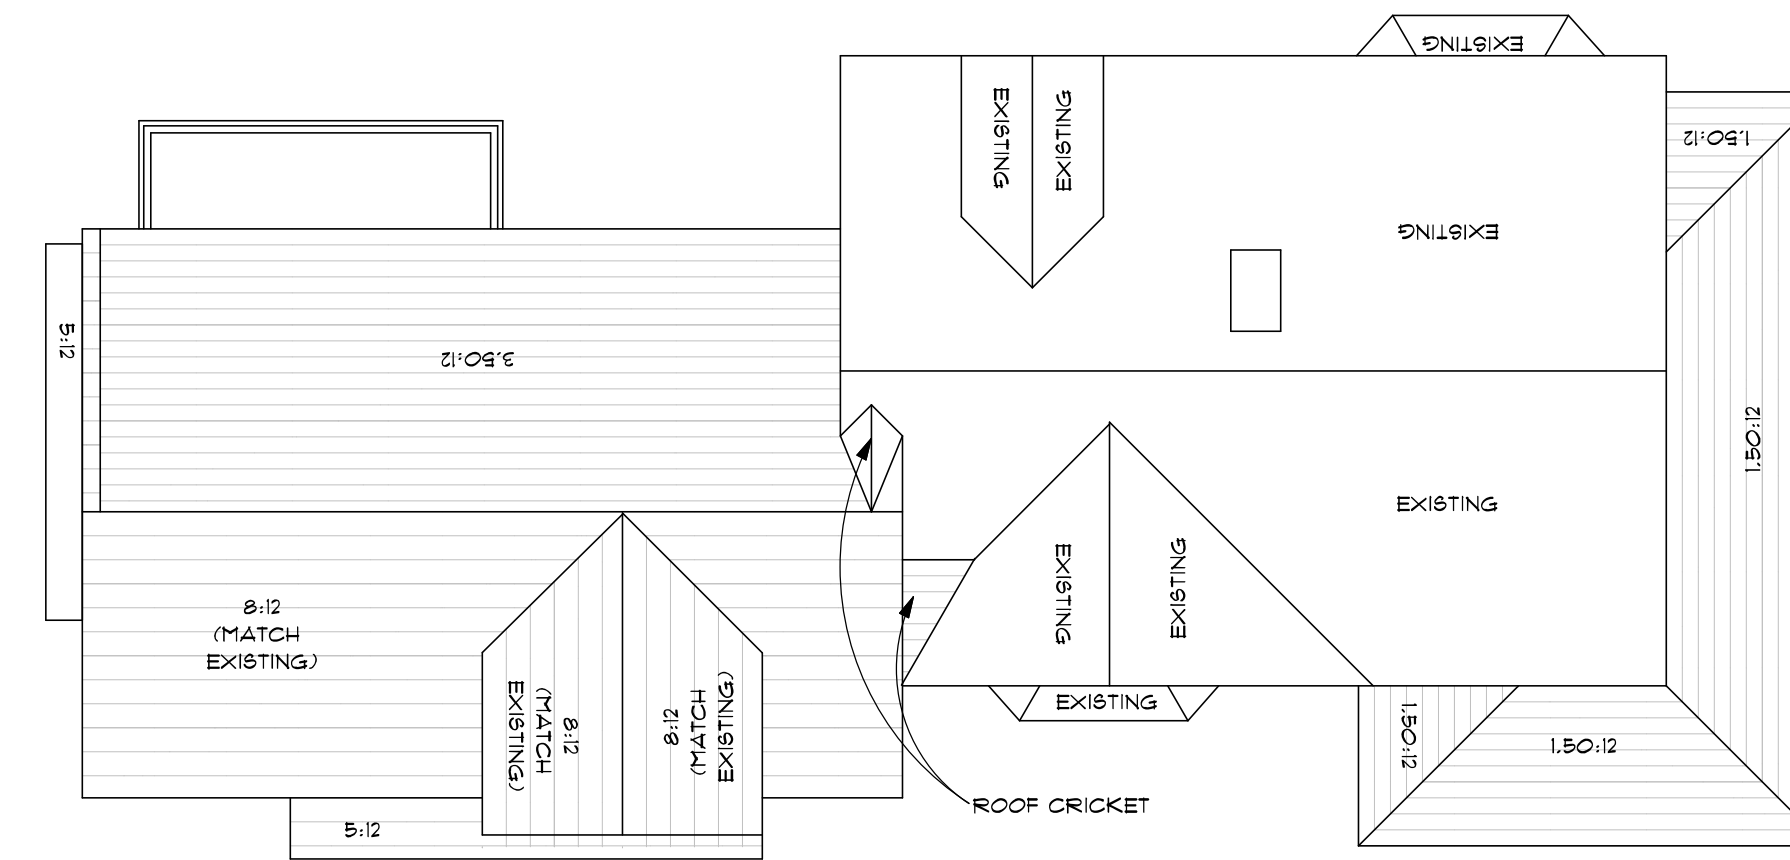 EXISTING
EXISTING
EXISTING
1.50:12
EXISTING
5:12
3.50:12
1.50:12
EXISTING
EXISTING
EXISTING
8:12
(MATCH
EXISTING)
8:12
(MATCH
EXISTING)
8:12
(MATCH
EXISTING)
EXISTING
1.50:12
1.50:12
ROOF CRICKET
5:12